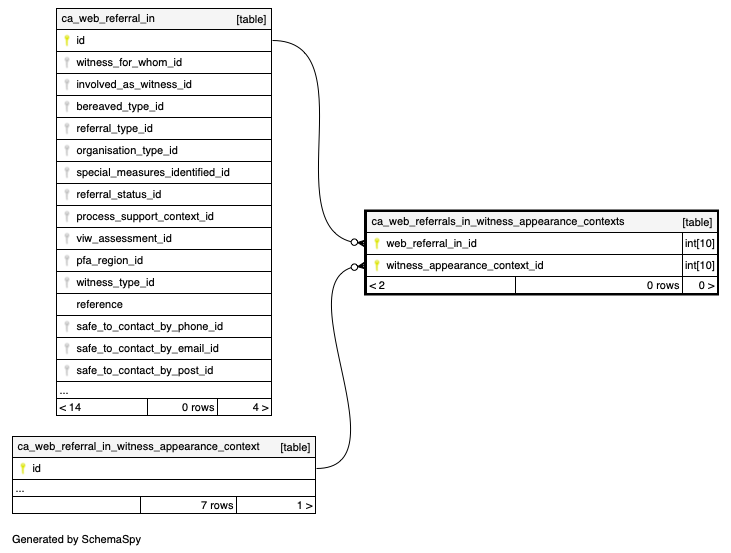 ca_web_referral_in [table]
id
witness_for_whom_id
involved_as_witness_id
bereaved_type_id
referral_type_id
organisation_type_id
special_measures_identified_id
referral_status_id
process_support_context_id
viw_assessment_id
pfa_region_id
witness_type_id
reference
safe_to_contact_by_phone_id
safe_to_contact_by_email_id
safe_to_contact_by_post_id
...
< 14 0 rows 4 >
ca_web_referrals_in_witness_appearance_contexts [table]
web_referral_in_id int[10]
witness_appearance_context_id int[10]
< 2 0 rows 0 >
ca_web_referral_in_witness_appearance_context [table]
id
...
7 rows 1 >
Generated by SchemaSpy